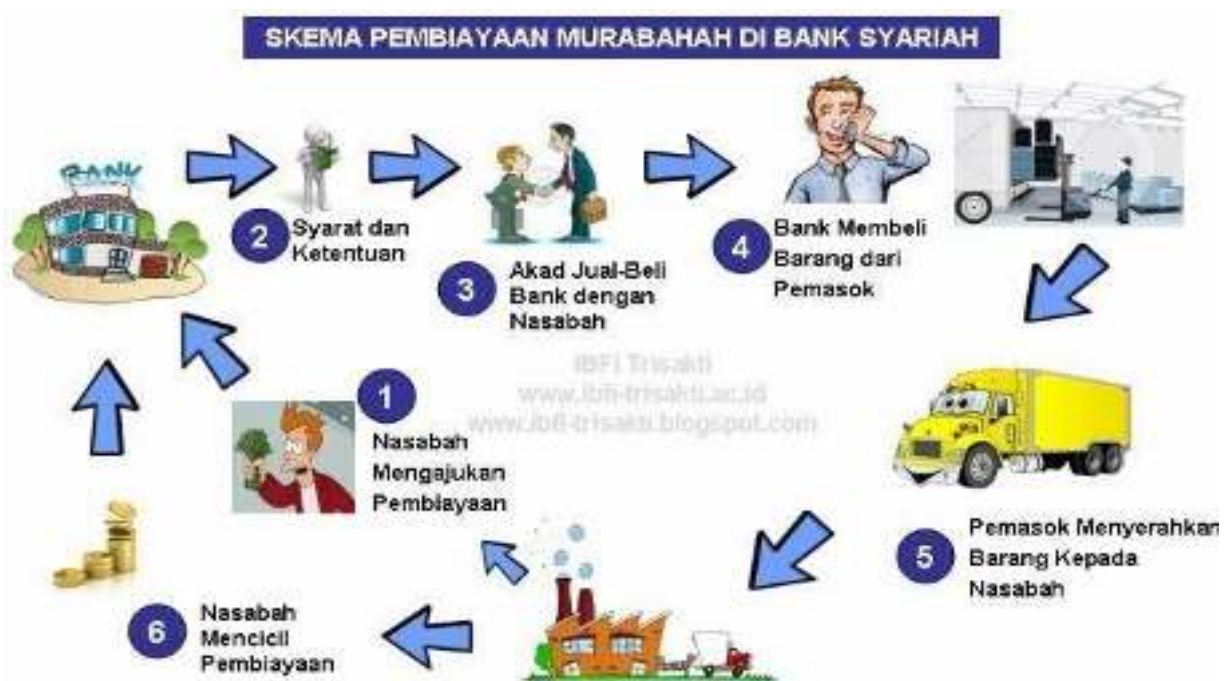 SKEMA PEMBIAYAAN MURABAHAH DI BANK SYARIAH
BANK
1
Nasabah
Mengajukan
Pembiayaan
2
Syarat dan
Ketentuan
3
Akad Jual-Beli
Bank dengan
Nasabah
4
Bank Membeli
Barang dari
Pemasok
5
Pemasok Menyerahkan
Barang Kepada
Nasabah
6
Nasabah
Mencicil
Pembiayaan
IBFI Trisakti
www.ibfi-trisakti.ac.id
www.ibfi-trisakti.blogspot.com